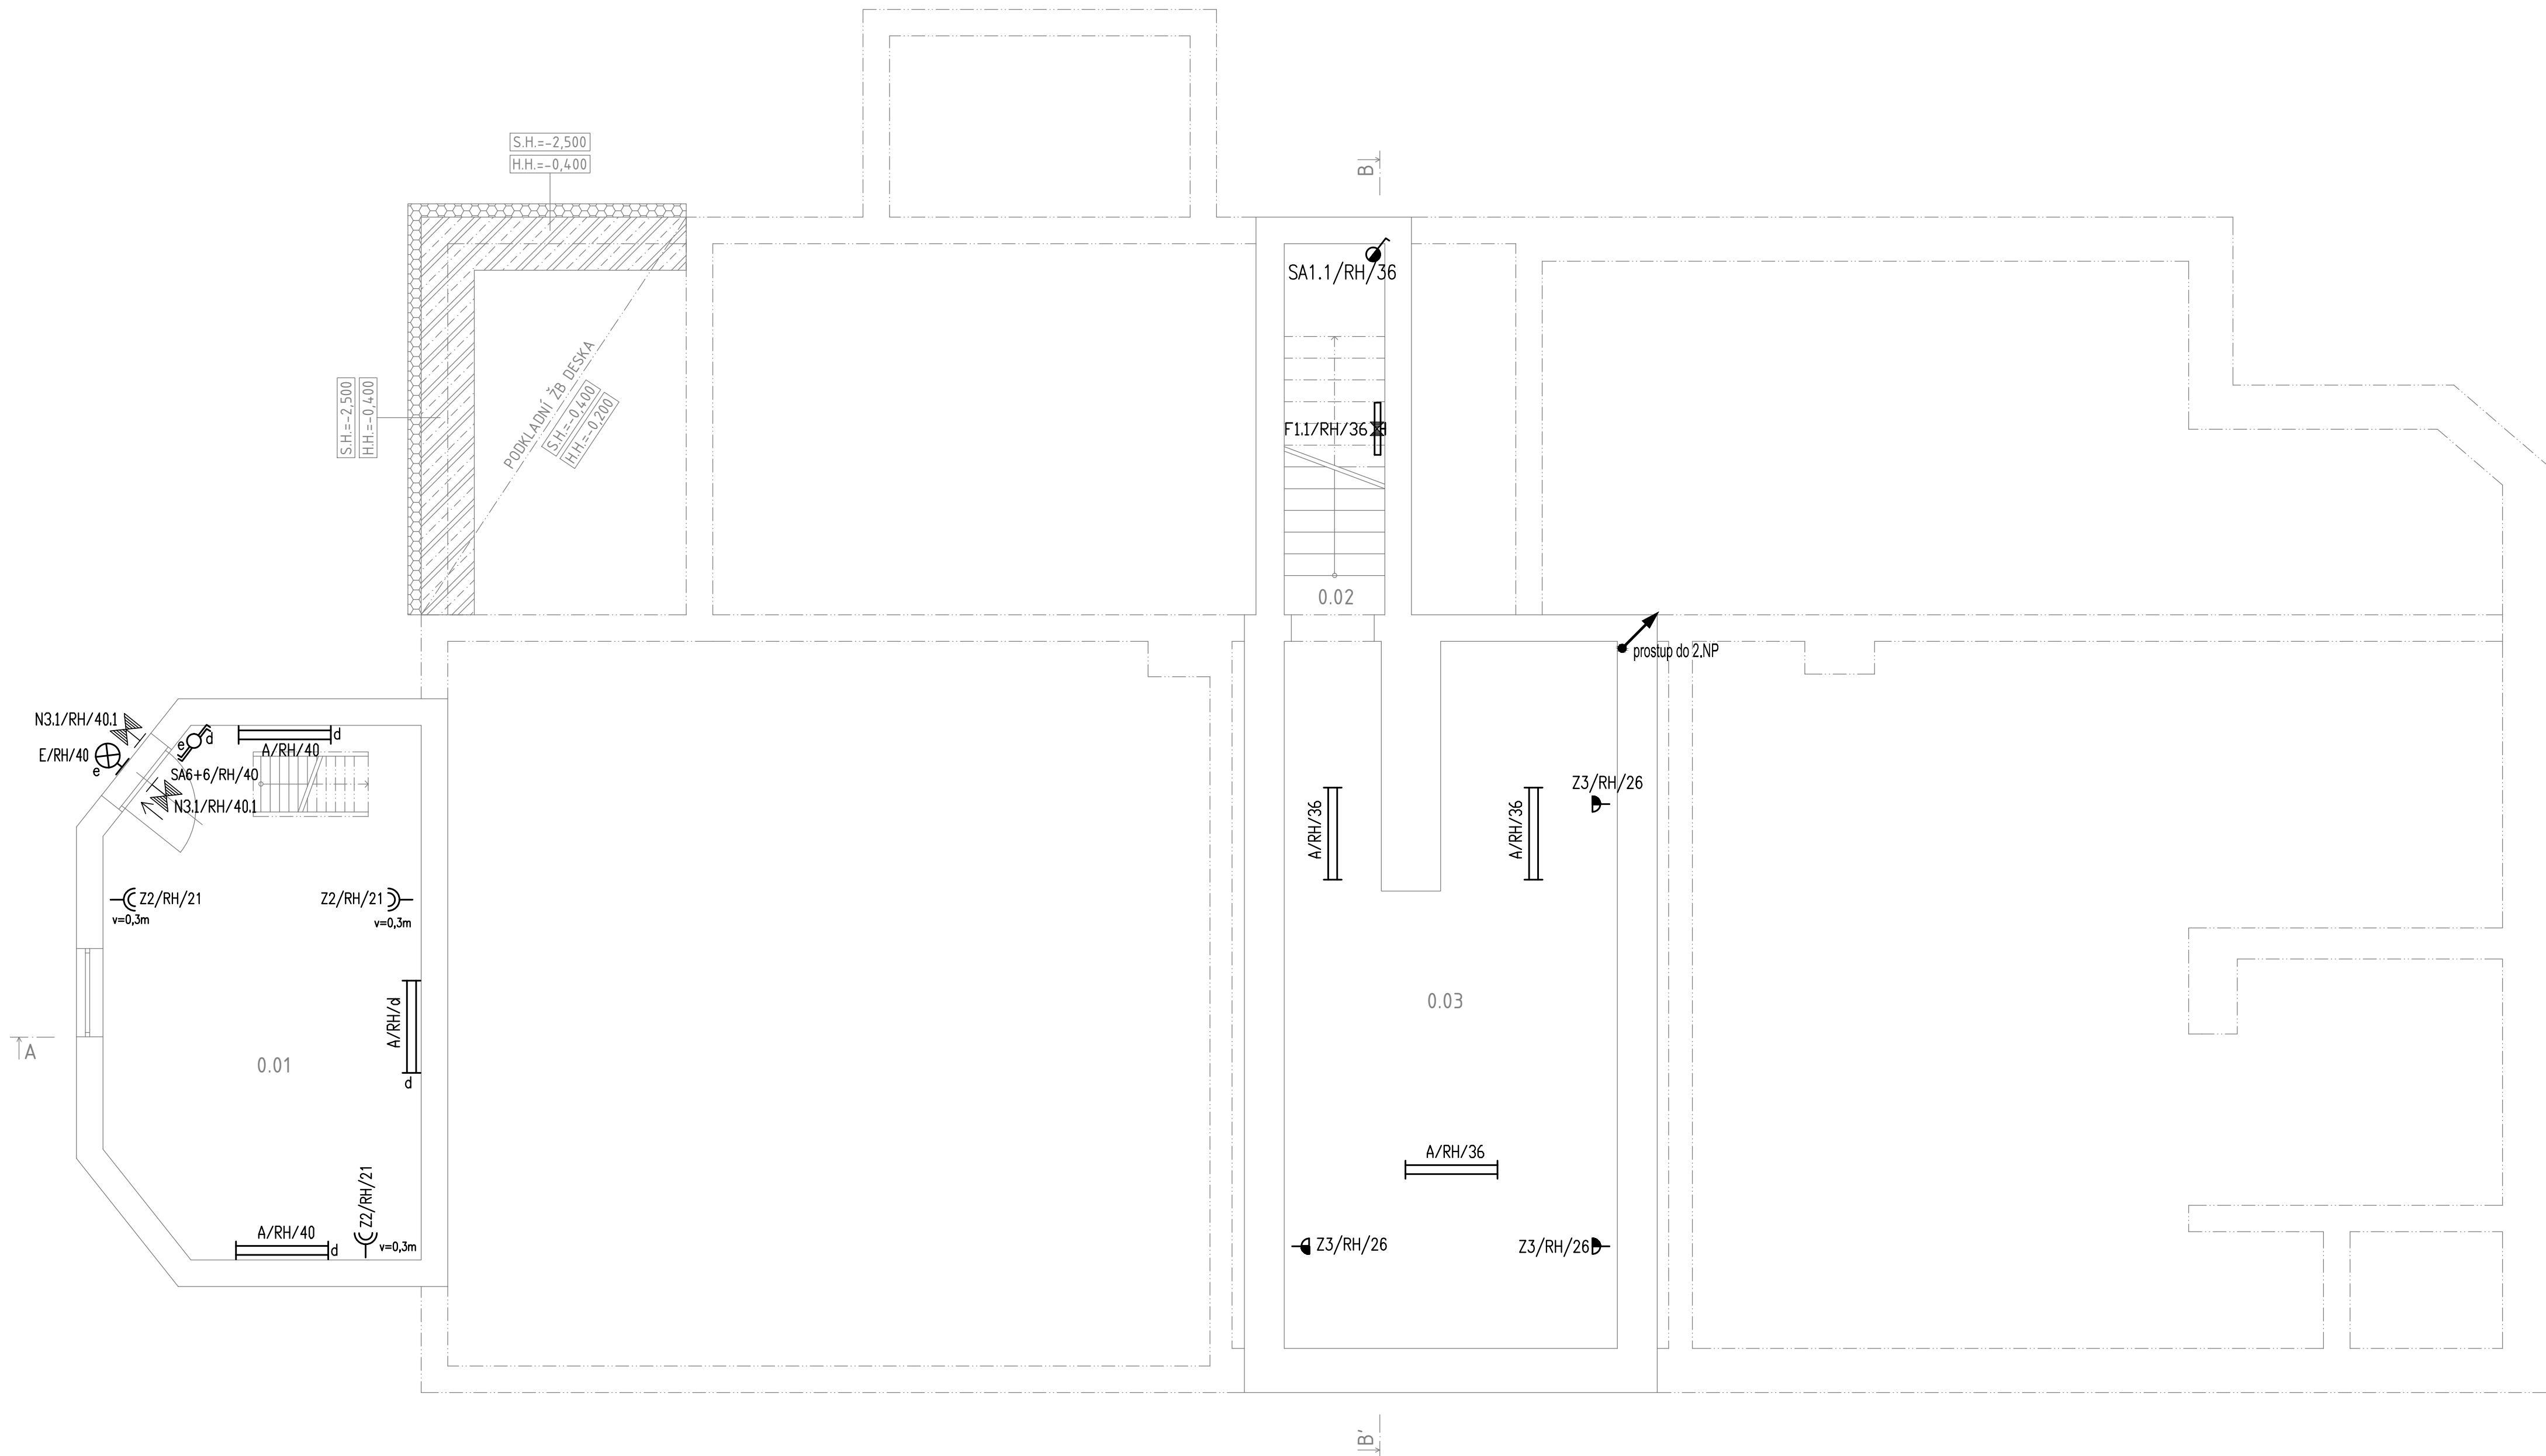 S.H.=-2,500
H.H.=-0,400
B
SA1.1/RH/36
S.H.=-2,500
H.H.=-0,400
PODKLADNÍ ŽB DESKA
S.H.=-0,400
H.H.=-0,200
F1.1/RH/36
0.02
prostup do 2.NP
N3.1/RH/40.1
E/RH/40
e
e
d
d
A/RH/40
SA6+6/RH/40
N3.1/RH/40.1
A/RH/36
A/RH/36
Z3/RH/26
Z2/RH/21
v=0,3m
Z2/RH/21
v=0,3m
A/RH/d
d
0.03
A
0.01
A/RH/36
Z2/RH/21
A/RH/40
d
v=0,3m
Z3/RH/26
Z3/RH/26
B'